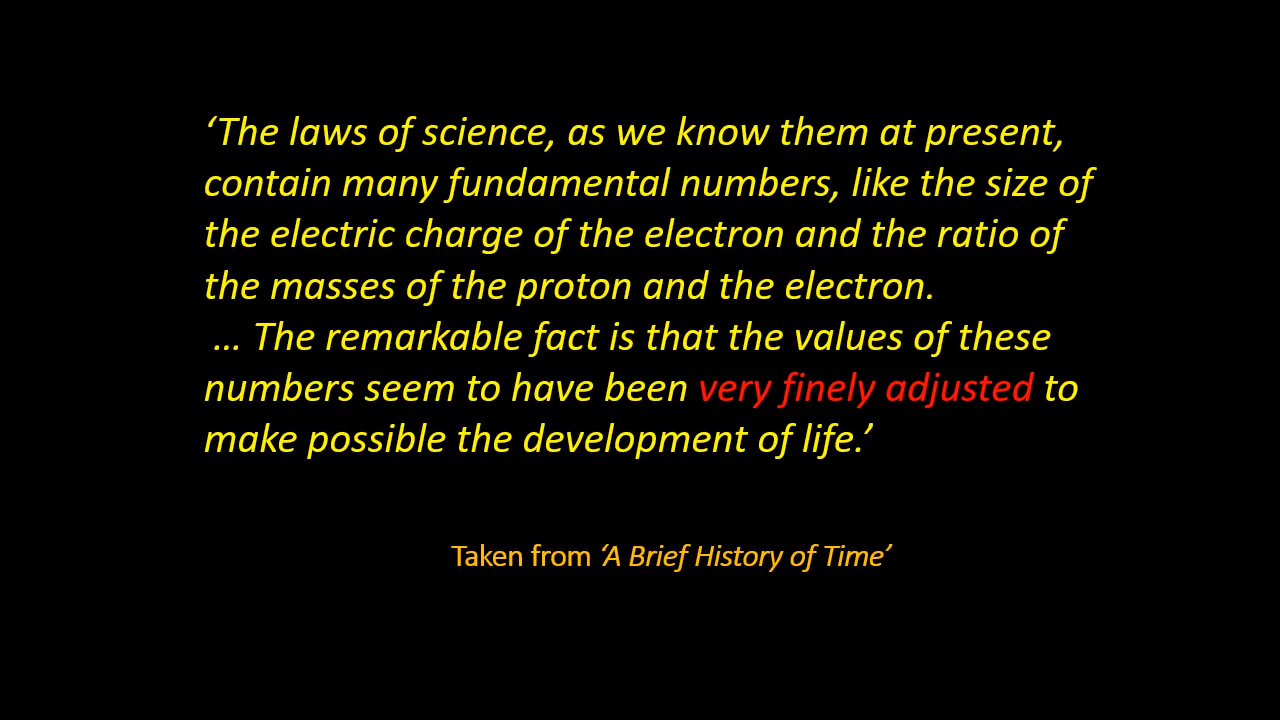 ‘The laws of science, as we know them at present,
contain many fundamental numbers, like the size of
the electric charge of the electron and the ratio of
the masses of the proton and the electron.
… The remarkable fact is that the values of these
numbers seem to have been very finely adjusted to
make possible the development of life.’
Taken from ‘A Brief History of Time’